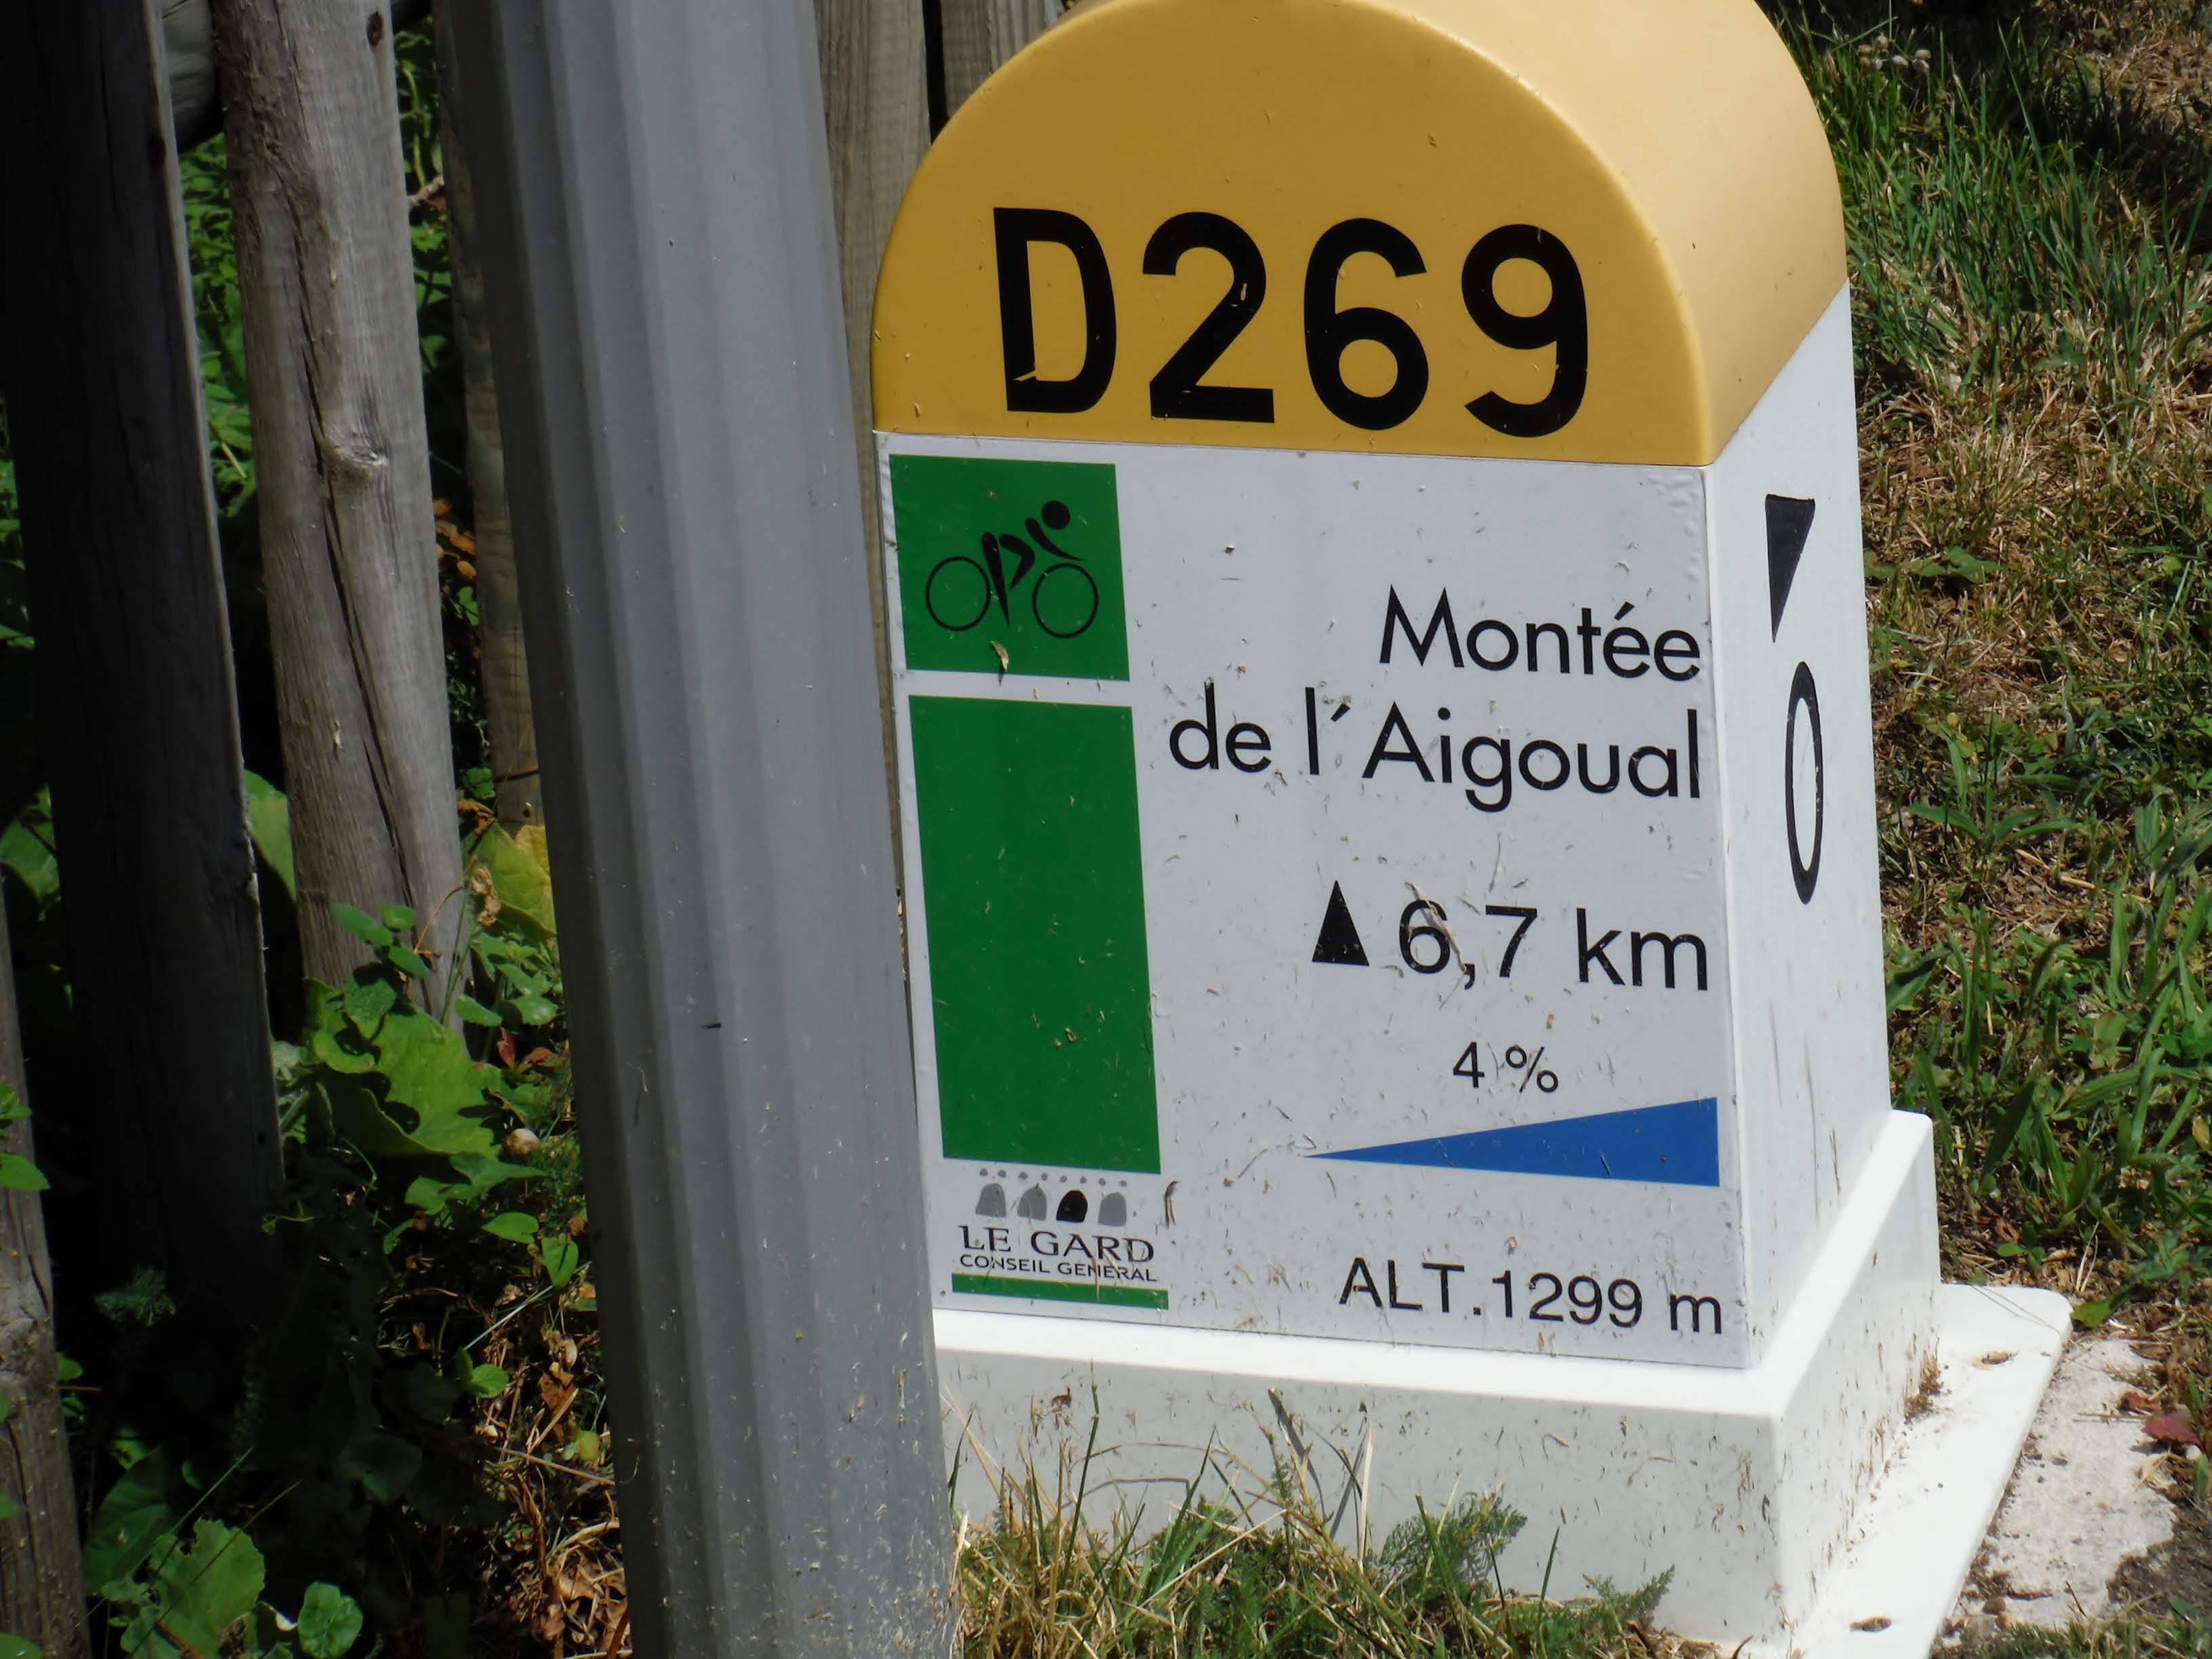 D269
Montée
de l'Aigoual
▲ 6,7 km
4 %
LE GARD
CONSEIL GENERAL
ALT. 1299 m
0